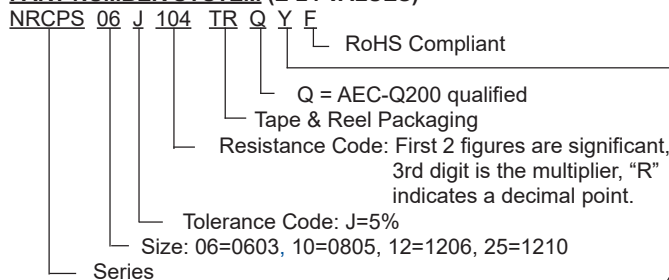 NRCPS 06 J 104 TR Q Y F
RoHS Compliant
Q = AEC-Q200 qualified
Tape & Reel Packaging
Resistance Code: First 2 figures are significant,
3rd digit is the multiplier, “R”
indicates a decimal point.
Tolerance Code: J=5%
Size: 06=0603, 10=0805, 12=1206, 25=1210
Series